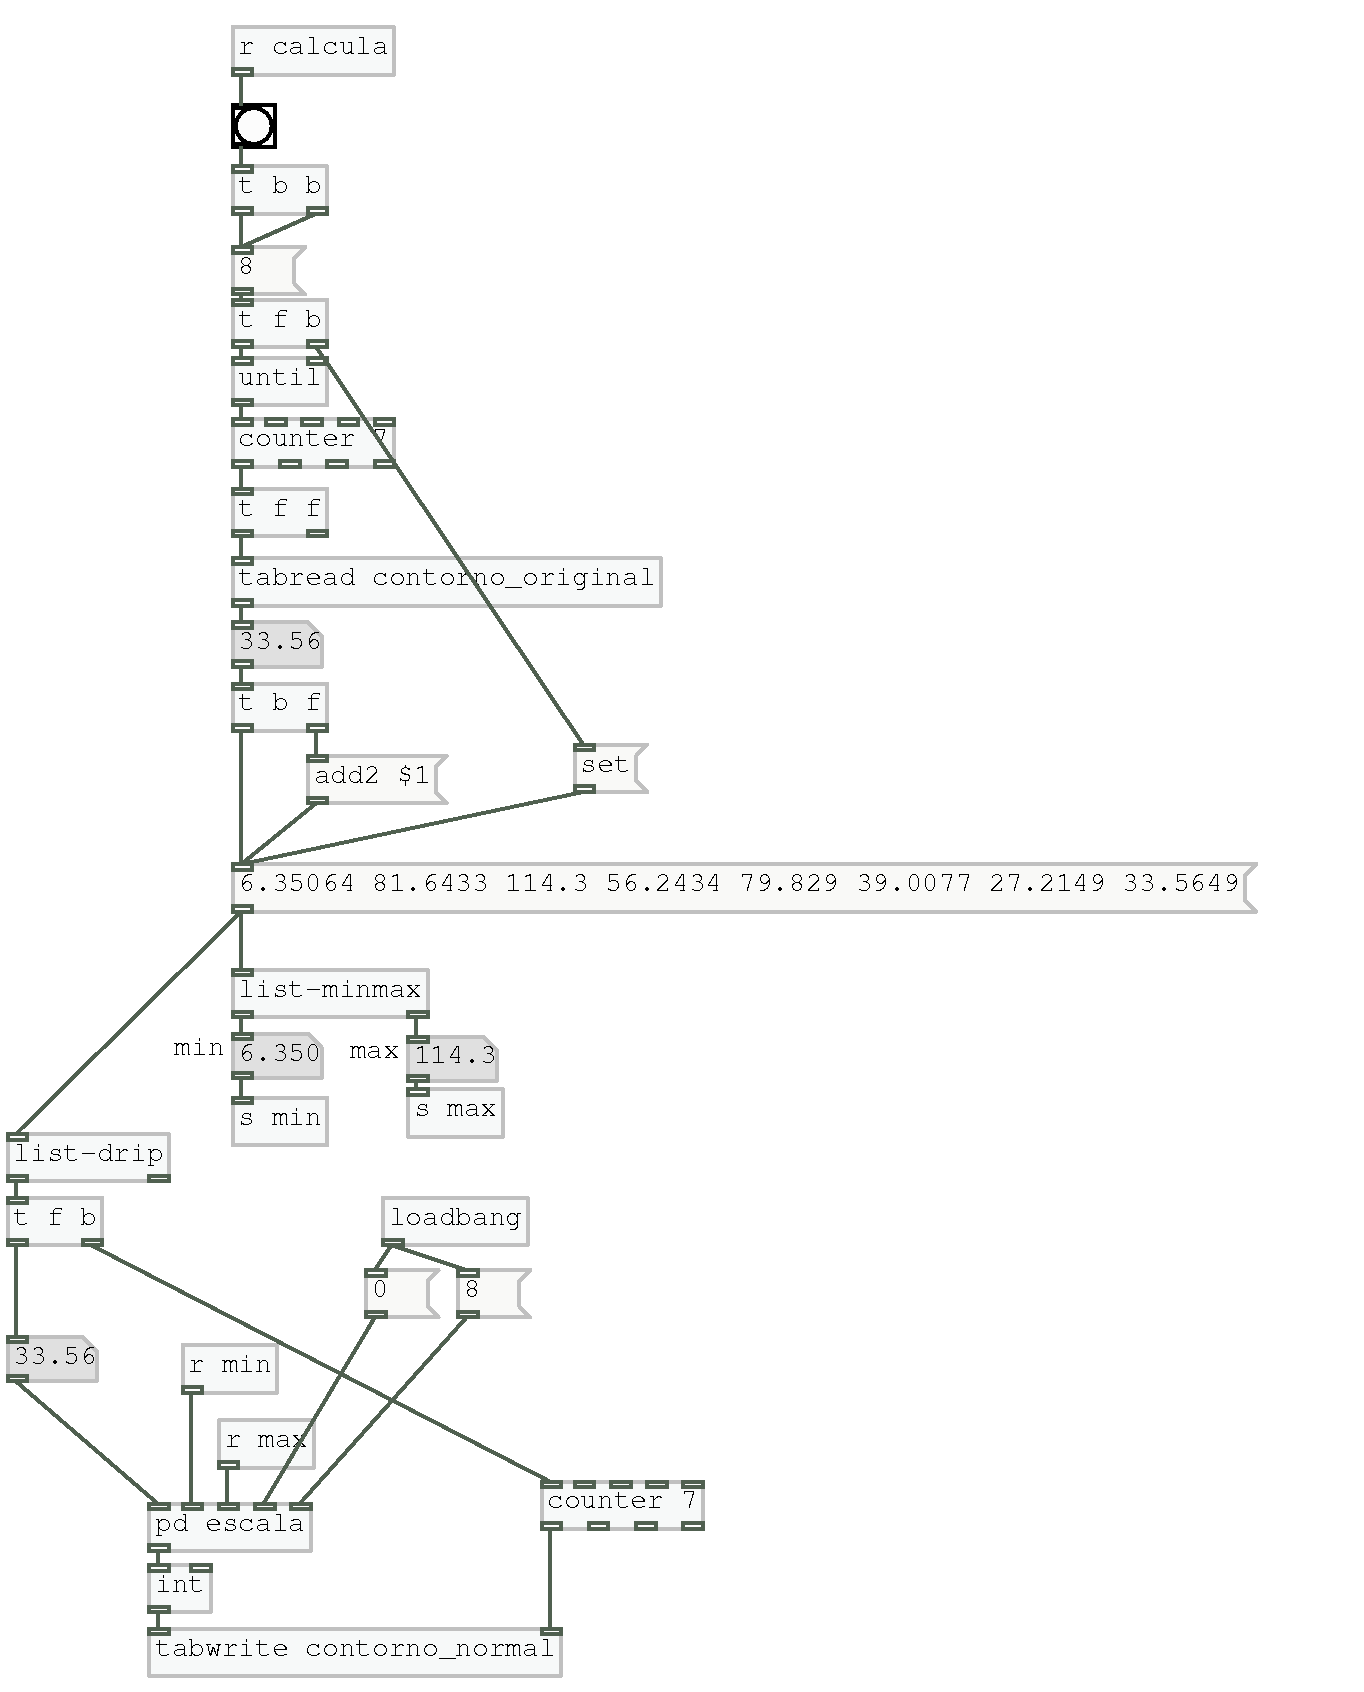 r calcula
t b b
8
t f b
until
counter 7
t f f
tabread contorno_original
33.56
t b f
add2 $1
set
6.35064 81.6433 114.3 56.2434 79.829 39.0077 27.2149 33.5649
list-minmax
min 6.350 max 114.3
s min
s max
list-drip
t f b
loadbang
0
8
33.56
r min
r max
counter 7
pd escala
int
tabwrite contorno_normal